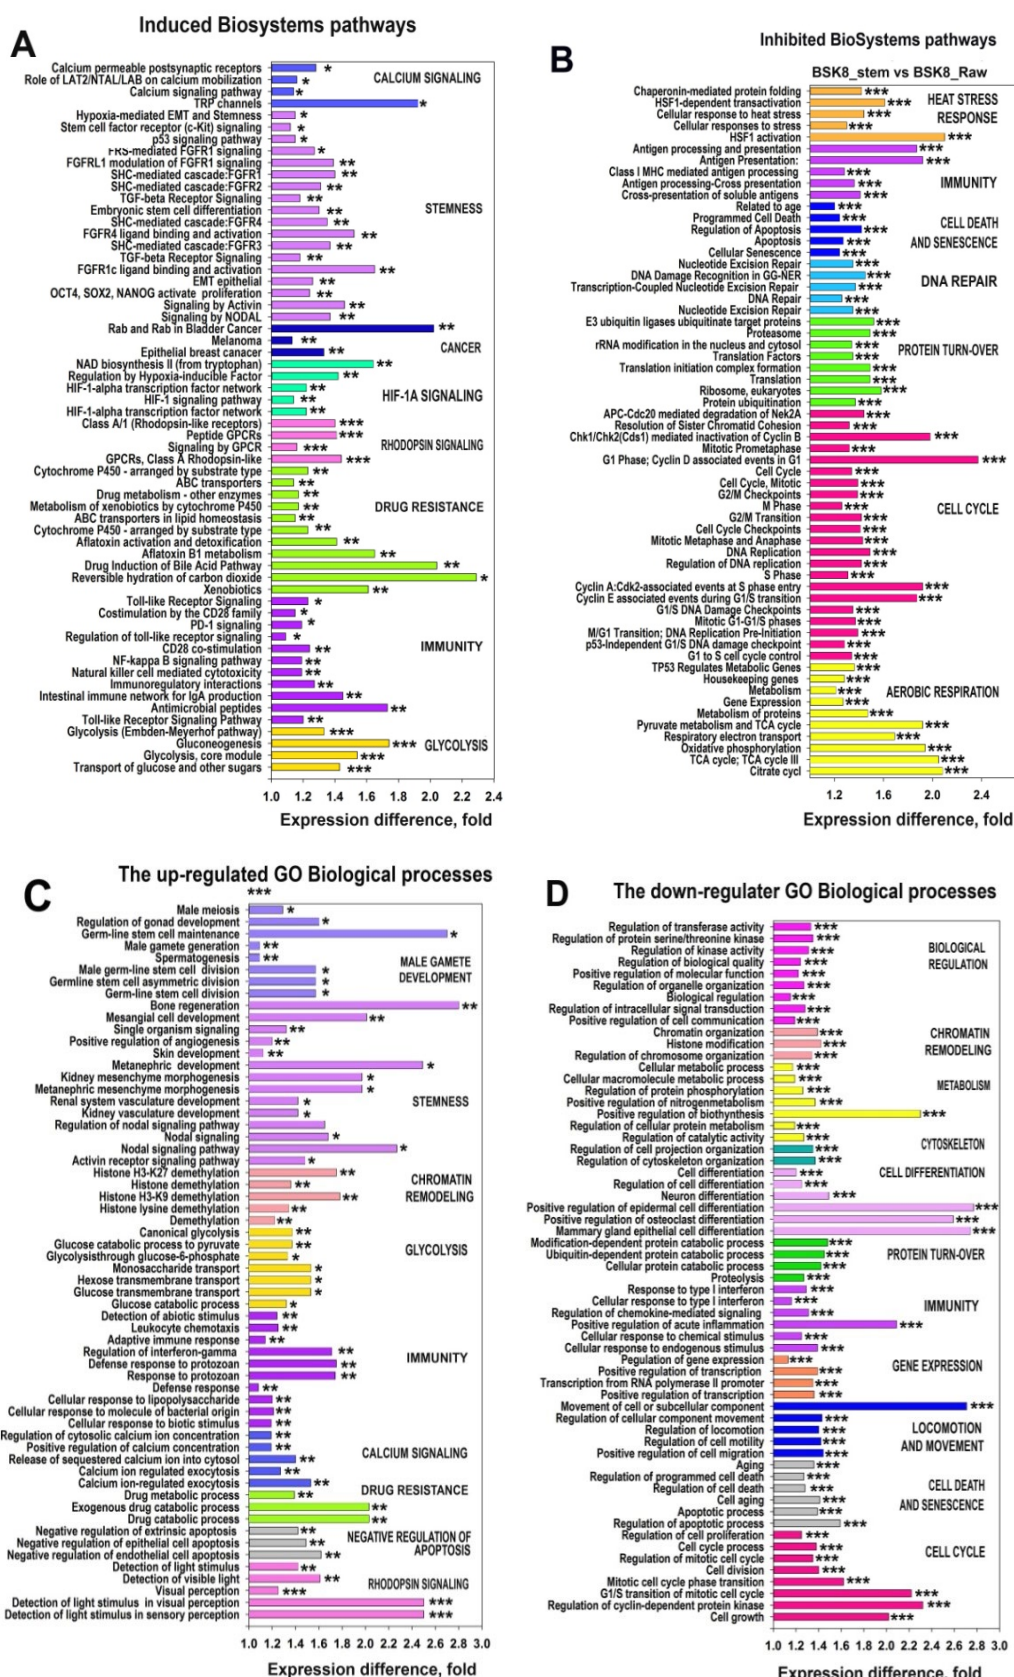 Induced Biosystems pathways
A
Calcium permeable postsynaptic receptors *
Role of LAT2/NTAL/LAB on calcium mobilization * CALCIUM SIGNALING
Calcium signaling pathway *
TRP channels *
Hypoxia-mediated EMT and Stemness *
Stem cell factor receptor (c-Kit) signaling *
p53 signaling pathway *
FRS-mediated FGFR1 signaling *
FGFRL1 modulation of FGFR1 signaling **
SHC-mediated cascade:FGFR1 **
SHC-mediated cascade:FGFR2 **
TGF-beta Receptor Signaling **
Embryonic stem cell differentiation ** STEMNESS
SHC-mediated cascade:FGFR4 **
FGFR4 ligand binding and activation **
SHC-mediated cascade:FGFR3 **
TGF-beta Receptor Signaling **
FGFR1c ligand binding and activation **
EMT epithelial **
OCT4, SOX2, NANOG activate proliferation **
Signaling by Activin **
Signaling by NODAL **
Rab and Rab in Bladder Cancer **
Melanoma ** CANCER
Epithelial breast canacer **
NAD biosynthesis II (from tryptophan) **
Regulation by Hypoxia-inducible Factor **
HIF-1-alpha transcription factor network **
HIF-1 signaling pathway ** HIF-1A SIGNALING
HIF-1-alpha transcription factor network **
Class A/1 (Rhodopsin-like receptors) ***
Peptide GPCRs ***
Signaling by GPCR *** RHODOPSIN SIGNALING
GPCRs, Class A Rhodopsin-like ***
Cytochrome P450 - arranged by substrate type **
ABC transporters **
Drug metabolism - other enzymes **
Metabolism of xenobiotics by cytochrome P450 ** DRUG RESISTANCE
ABC transporters in lipid homeostasis **
Cytochrome P450 - arranged by substrate type **
Aflatoxin activation and detoxification **
Aflatoxin B1 metabolism **
Drug Induction of Bile Acid Pathway **
Reversible hydration of carbon dioxide *
Xenobiotics **
Toll-like Receptor Signaling *
Costimulation by the CD28 family *
PD-1 signaling *
Regulation of toll-like receptor signaling *
CD28 co-stimulation ** IMMUNITY
NF-kappa B signaling pathway **
Natural killer cell mediated cytotoxicity **
Immunoregulatory interactions **
Intestinal immune network for IgA production **
Antimicrobial peptides **
Toll-like Receptor Signaling Pathway **
Glycolysis (Embden-Meyerhof pathway) ***
Gluconeogenesis *** GLYCOLYSIS
Glycolysis, core module ***
Transport of glucose and other sugars ***
1.0 1.2 1.4 1.6 1.8 2.0 2.2 2.4
Expression difference, fold
Inhibited BioSystems pathways
B
BSK8_stem vs BSK8_Raw
Chaperonin-mediated protein folding ***
HSF1-dependent transactivation *** HEAT STRESS
Cellular response to heat stress *** RESPONSE
Cellular responses to stress ***
HSF1 activation ***
Antigen processing and presentation ***
Antigen Presentation: ***
Class I MHC mediated antigen processing ***
Antigen processing-Cross presentation *** IMMUNITY
Cross-presentation of soluble antigens ***
Related to age ***
Programmed Cell Death *** CELL DEATH
Regulation of Apoptosis ***
Apoptosis *** AND SENESCENCE
Cellular Senescence ***
Nucleotide Excision Repair ***
DNA Damage Recognition in GG-NER *** DNA REPAIR
Transcription-Coupled Nucleotide Excision Repair ***
DNA Repair ***
Nucleotide Excision Repair ***
E3 ubiquitin ligases ubiquitinate target proteins ***
Proteasome ***
rRNA modification in the nucleus and cytosol *** PROTEIN TURN-OVER
Translation Factors ***
Translation initiation complex formation ***
Translation ***
Ribosome, eukaryotes ***
Protein ubiquitination ***
APC-Cdc20 mediated degradation of Nek2A ***
Resolution of Sister Chromatid Cohesion ***
Chk1/Chk2(Cds1) mediated inactivation of Cyclin B ***
Mitotic Prometaphase ***
G1 Phase; Cyclin D associated events in G1 ***
Cell Cycle ***
Cell Cycle, Mitotic ***
G2/M Checkpoints ***
M Phase *** CELL CYCLE
G2/M Transition ***
Cell Cycle Checkpoints ***
Mitotic Metaphase and Anaphase ***
DNA Replication ***
Regulation of DNA replication ***
S Phase ***
Cyclin A:Cdk2-associated events at S phase entry ***
Cyclin E associated events during G1/S transition ***
G1/S DNA Damage Checkpoints ***
Mitotic G1-G1/S phases ***
M/G1 Transition; DNA Replication Pre-Initiation ***
p53-Independent G1/S DNA damage checkpoint ***
G1 to S cell cycle control ***
TP53 Regulates Metabolic Genes ***
Housekeeping genes ***
Metabolism *** AEROBIC RESPIRATION
Gene Expression ***
Metabolism of proteins ***
Pyruvate metabolism and TCA cycle ***
Respiratory electron transport ***
Oxidative phosphorylation ***
TCA cycle; TCA cycle III ***
Citrate cycl ***
1.2 1.6 2.0 2.4
Expression difference, fold
The up-regulated GO Biological processes
C
***
Male meiosis *
Regulation of gonad development *
Germ-line stem cell maintenance *
Male gamete generation **
Spermatogenesis ** MALE GAMETE
Male germ-line stem cell division * DEVELOPMENT
Germline stem cell asymmetric division *
Germ-line stem cell division *
Bone regeneration **
Mesangial cell development **
Single organism signaling **
Positive regulation of angiogenesis **
Skin development **
Metanephric development *
Kidney mesenchyme morphogenesis *
Metanephric mesenchyme morphogenesis *
Renal system vasculature development * STEMNESS
Kidney vasculature development *
Regulation of nodal signaling pathway
Nodal signaling *
Nodal signaling pathway *
Activin receptor signaling pathway *
Histone H3-K27 demethylation ** CHROMATIN
Histone demethylation **
Histone H3-K9 demethylation ** REMODELING
Histone lysine demethylation **
Demethylation **
Canonical glycolysis **
Glucose catabolic process to pyruvate ** GLYCOLYSIS
Glycolysisthrough glucose-6-phosphate *
Monosaccharide transport *
Hexose transmembrane transport *
Glucose transmembrane transport *
Glucose catabolic process *
Detection of abiotic stimulus **
Leukocyte chemotaxis **
Adaptive immune response **
Regulation of interferon-gamma ** IMMUNITY
Defense response to protozoan **
Response to protozoan **
Defense response **
Cellular response to lipopolysaccharide **
Cellular response to molecule of bacterial origin **
Cellular response to biotic stimulus **
Regulation of cytosolic calcium ion concentration **
Positive regulation of calcium concentration ** CALCIUM SIGNALING
Release of sequestered calcium ion into cytosol **
Calcium ion regulated exocytosis **
Calcium ion-regulated exocytosis **
Drug metabolic process ** DRUG RESISTANCE
Exogenous drug catabolic process **
Drug catabolic process **
Negative regulation of extrinsic apoptosis ** NEGATIVE REGULATION OF
Negative regulation of epithelial cell apoptosis ** APOPTOSIS
Negative regulation of endothelial cell apoptosis **
Detection of light stimulus **
Detection of visible light ** RHODOPSIN SIGNALING
Visual perception ***
Detection of light stimulus in visual perception ***
Detection of light stimulus in sensory perception ***
1.0 1.2 1.4 1.6 1.8 2.0 2.2 2.4 2.6 2.8 3.0
Expression difference, fold
D
The down-regulater GO Biological processes
Regulation of transferase activity ***
Regulation of protein serine/threonine kinase *** BIOLOGICAL
Regulation of kinase activity ***
Regulation of biological quality *** REGULATION
Positive regulation of molecular function ***
Regulation of organelle organization ***
Biological regulation ***
Regulation of intracellular signal transduction ***
Positive regulation of cell communication ***
Chromatin organization *** CHROMATIN
Histone modification ***
Regulation of chromosome organization *** REMODELING
Cellular metabolic process ***
Cellular macromolecule metabolic process ***
Regulation of protein phosphorylation *** METABOLISM
Positive regulation of nitrogenmetabolism ***
Positive regulation of biothynthesis ***
Regulation of cellular protein metabolism ***
Regulation of catalytic activity ***
Regulation of cell projection organization *** CYTOSKELETON
Regulation of cytoskeleton organization ***
Cell differentiation *** CELL DIFFERENTIATION
Regulation of cell differentiation ***
Neuron differentiation ***
Positive regulation of epidermal cell differentiation ***
Positive regulation of osteoclast differentiation ***
Mammary gland epithelial cell differentiation ***
Modification-dependent protein catabolic process ***
Ubiquitin-dependent protein catabolic process *** PROTEIN TURN-OVER
Cellular protein catabolic process ***
Proteolysis ***
Response to type I interferon ***
Cellular response to type I interferon *** IMMUNITY
Regulation of chemokine-mediated signaling ***
Positive regulation of acute inflammation ***
Cellular response to chemical stimulus ***
Cellular response to endogenous stimulus ***
Pegulation of gene expression ***
Positive regulation of transcription *** GENE EXPRESSION
Transcription from RNA polymerase II promoter ***
Positive regulation of transcription ***
Movement of cell or subcellular component ***
Regulation of cellular component movement ***
Regulation of locomotion *** LOCOMOTION
Regulation of cell motility *** AND MOVEMENT
Positive regulation of cell migration ***
Aging ***
Regulation of programmed cell death ***
Regulation of cell death *** CELL DEATH
Cell aging *** AND SENESCENCE
Apoptotic process ***
Regulation of apoptotic process ***
Regulation of cell proliferation ***
Cell cycle process *** CELL CYCLE
Regulation of mitotic cell cycle ***
Cell division ***
Mitotic cell cycle phase transition ***
G1/S transition of mitotic cell cycle ***
Regulation of cyclin-dependent protein kinase ***
Cell growth ***
1.0 1.2 1.4 1.6 1.8 2.0 2.2 2.4 2.6 2.8 3.0
Expression difference, fold